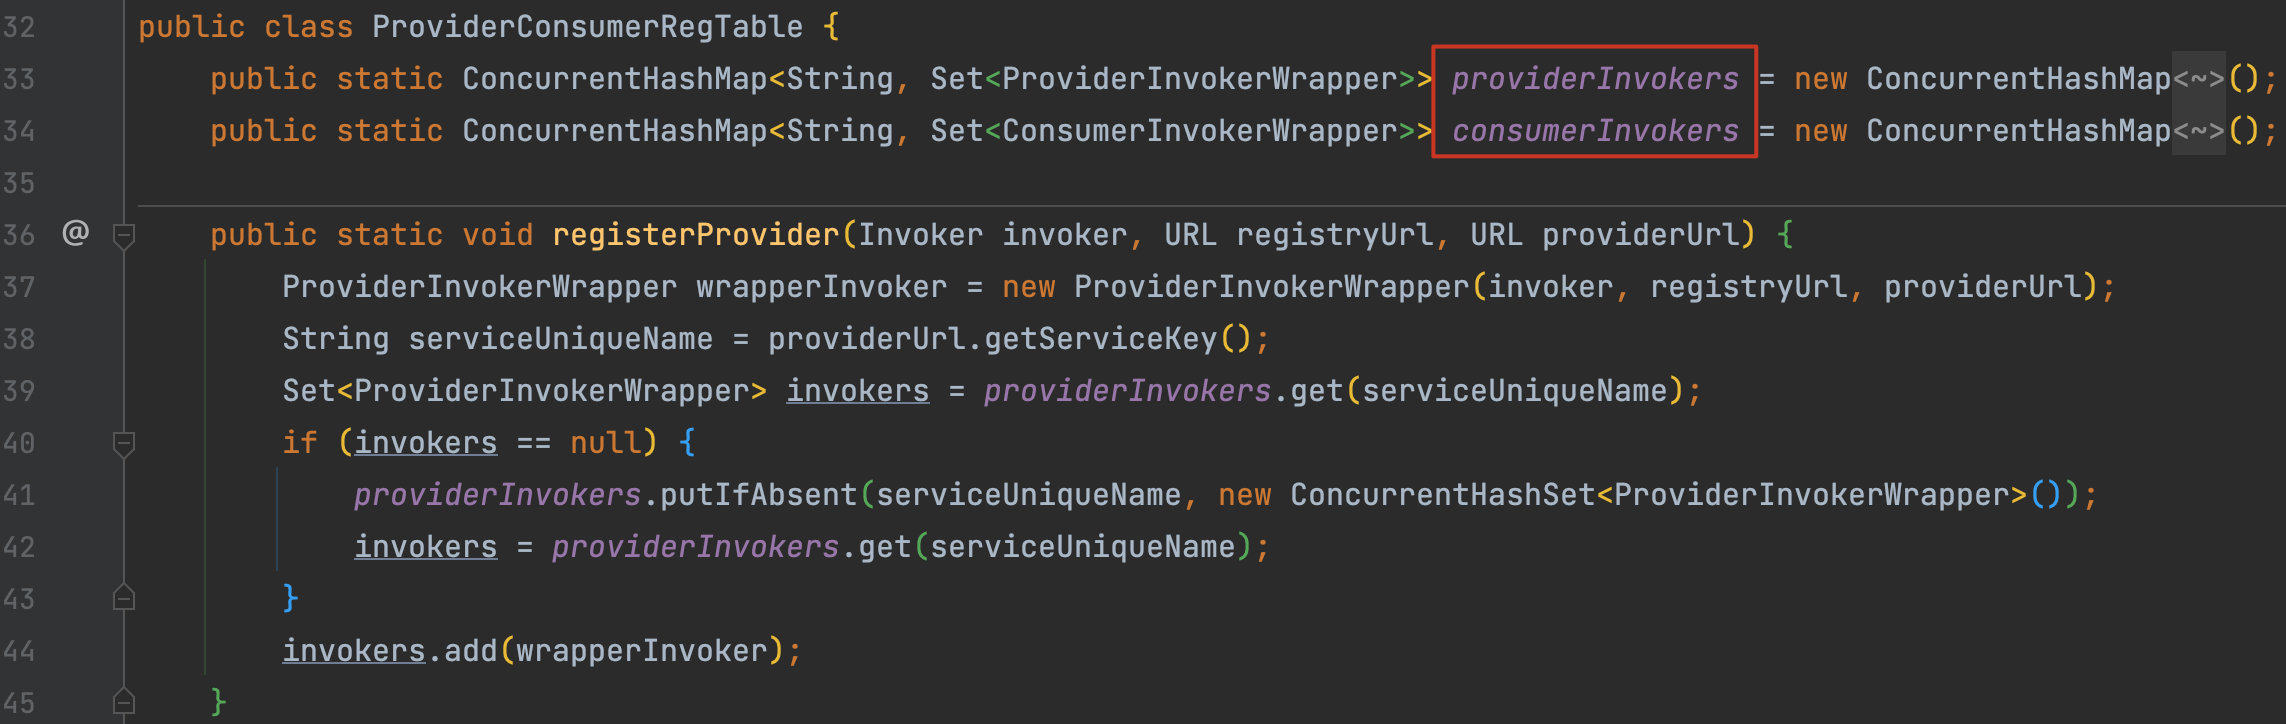 32 public class ProviderConsumerRegTable {
33 public static ConcurrentHashMap<String, Set<ProviderInvokerWrapper>> providerInvokers = new ConcurrentHashMap<~>();
34 public static ConcurrentHashMap<String, Set<ConsumerInvokerWrapper>> consumerInvokers = new ConcurrentHashMap<~>();
35
36 @ public static void registerProvider(Invoker invoker, URL registryUrl, URL providerUrl) {
37 ProviderInvokerWrapper wrapperInvoker = new ProviderInvokerWrapper(invoker, registryUrl, providerUrl);
38 String serviceUniqueName = providerUrl.getServiceKey();
39 Set<ProviderInvokerWrapper> invokers = providerInvokers.get(serviceUniqueName);
40 if (invokers == null) {
41 providerInvokers.putIfAbsent(serviceUniqueName, new ConcurrentHashSet<ProviderInvokerWrapper>());
42 invokers = providerInvokers.get(serviceUniqueName);
43 }
44 invokers.add(wrapperInvoker);
45 }